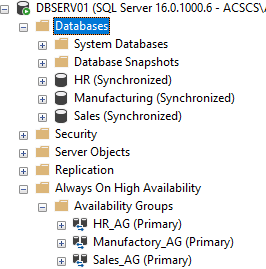 DBSERV01 (SQL Server 16.0.1000.6 - ACSCS\
Databases
System Databases
Database Snapshots
HR (Synchronized)
Manufacturing (Synchronized)
Sales (Synchronized)
Security
Server Objects
Replication
Always On High Availability
Availability Groups
HR_AG (Primary)
Manufactory_AG (Primary)
Sales_AG (Primary)